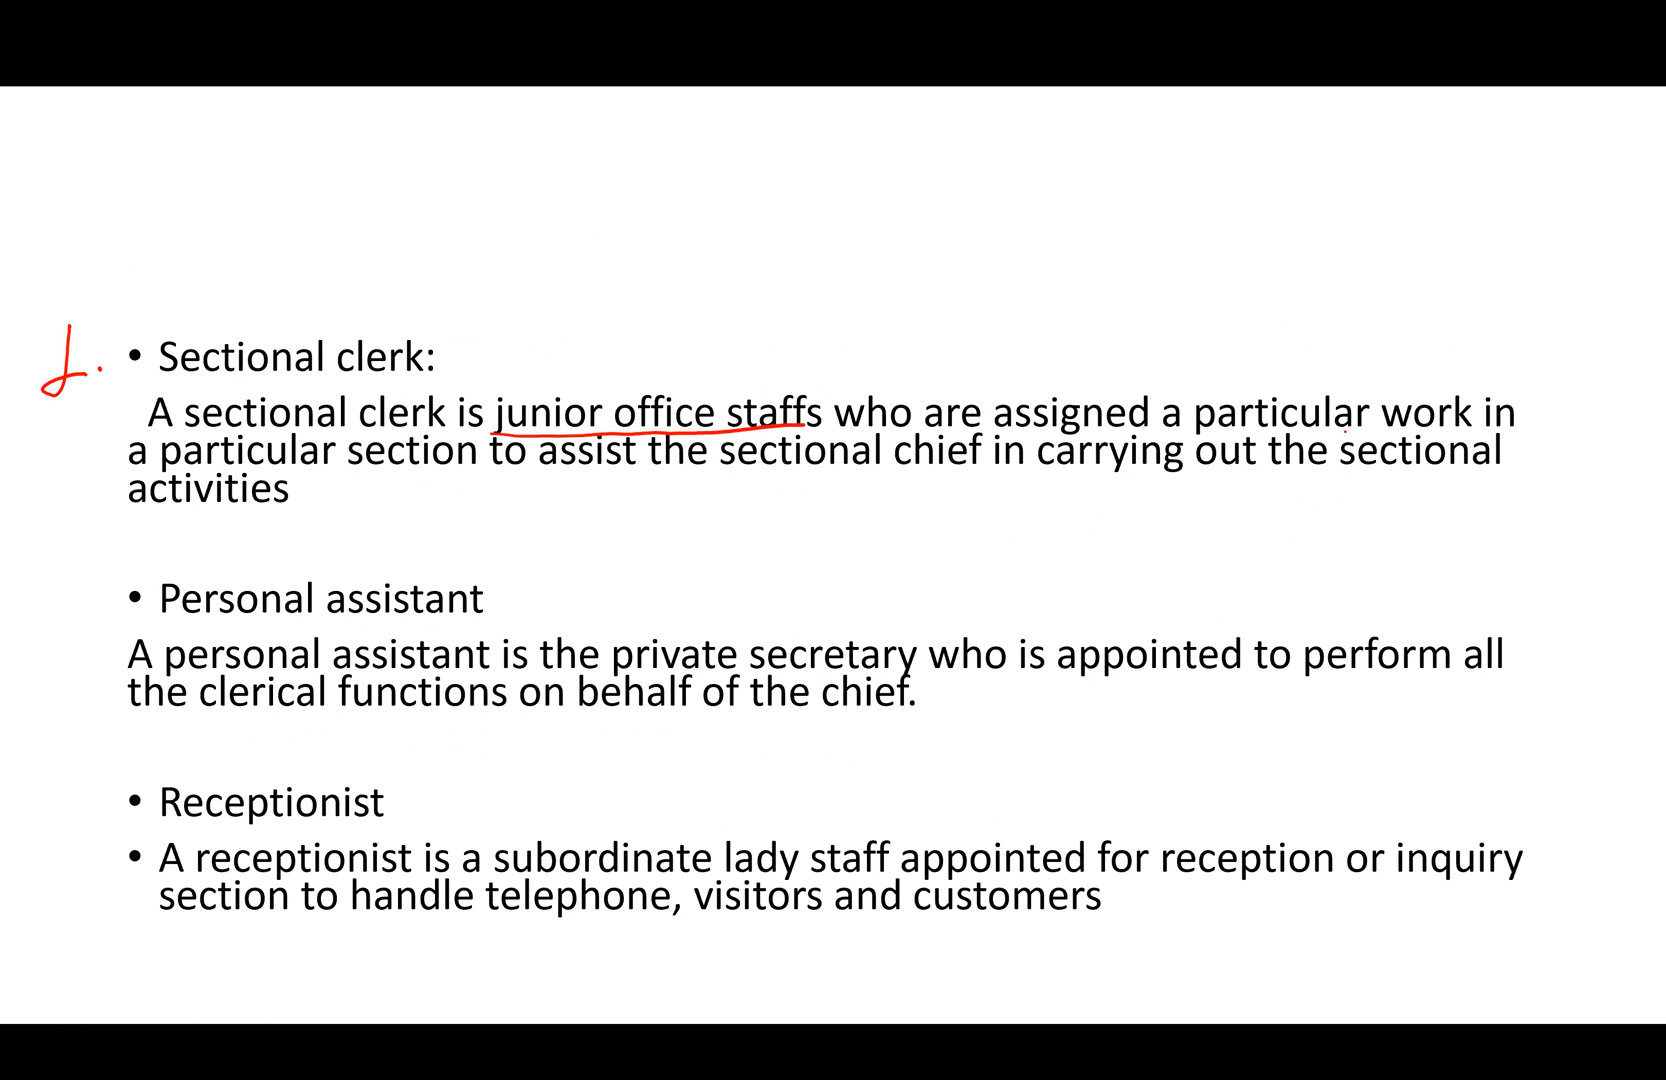 • Sectional clerk:
A sectional clerk is junior office staffs who are assigned a particular work in
a particular section to assist the sectional chief in carrying out the sectional
activities
• Personal assistant
A personal assistant is the private secretary who is appointed to perform all
the clerical functions on behalf of the chief.
• Receptionist
• A receptionist is a subordinate lady staff appointed for reception or inquiry
section to handle telephone, visitors and customers